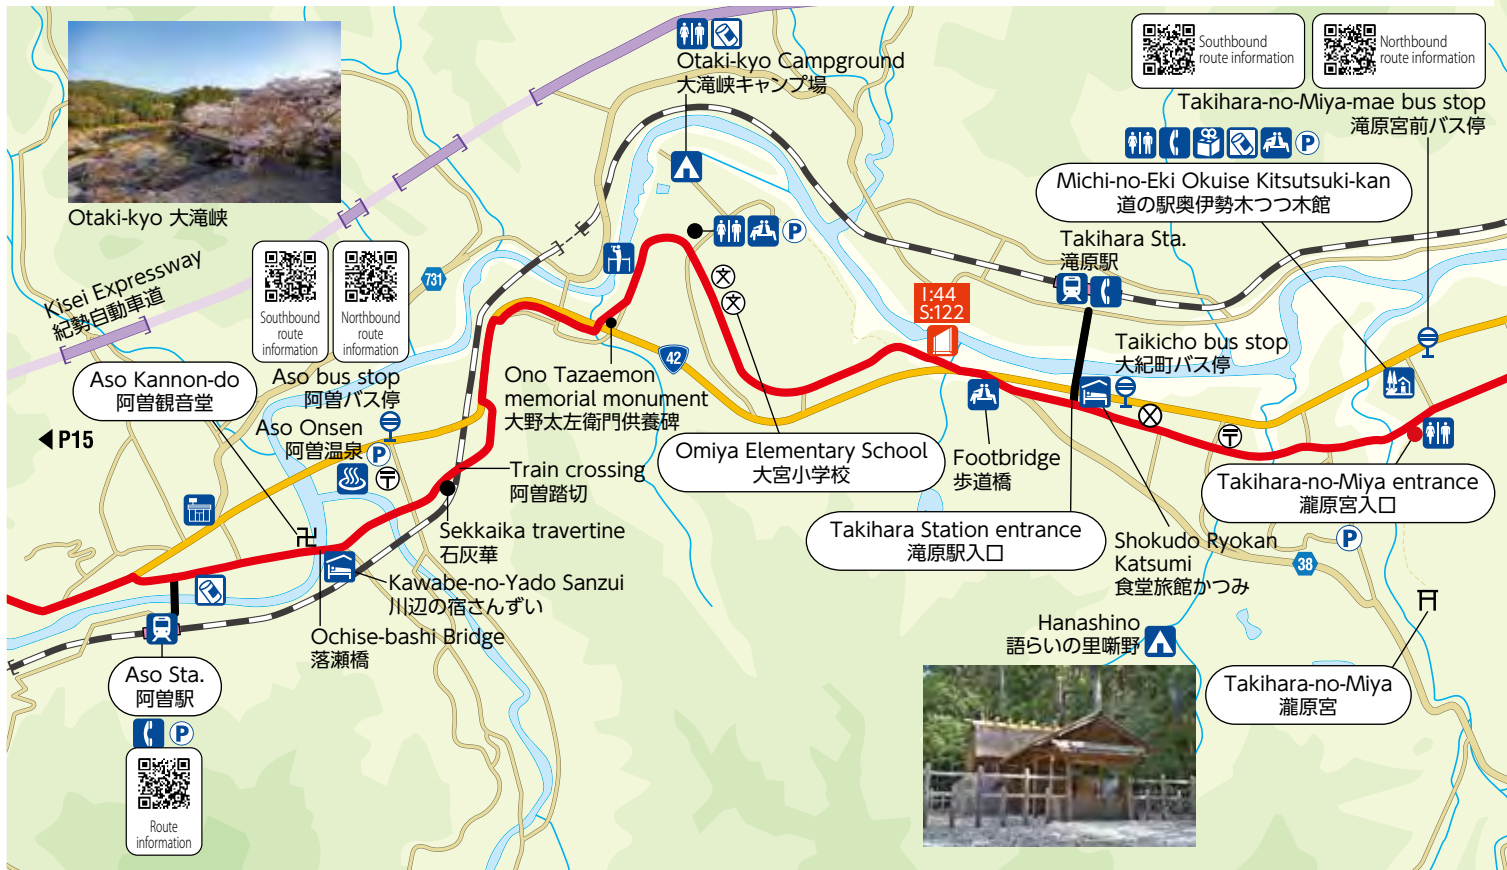 Otaki-kyo 大滝峡
Kisei Expressway
紀勢自動車道
Southbound
route
information
Northbound
route
information
731
Otaki-kyo Campground
大滝峡キャンプ場
Southbound
route information
Northbound
route information
Takihara-no-Miya-mae bus stop
滝原宮前バス停
P
Michi-no-Eki Okuise Kitsutsuki-kan
道の駅奥伊勢木つつ木館
Takihara Sta.
滝原駅
P
文
文
I:44
S:122
Taikicho bus stop
大紀町バス停
42
Aso Kannon-do
阿曽観音堂
Aso bus stop
阿曽バス停
Aso Onsen
阿曽温泉
P
〒
P15
Ono Tazaemon
memorial monument
大野太左衛門供養碑
Train crossing
阿曽踏切
Omiya Elementary School
大宮小学校
Footbridge
歩道橋
〒
Takihara-no-Miya entrance
瀧原宮入口
P
Sekkaika travertine
石灰華
Takihara Station entrance
滝原駅入口
Shokudo Ryokan
Katsumi
食堂旅館かつみ
38
卍
Kawabe-no-Yado Sanzui
川辺の宿さんずい
Ochise-bashi Bridge
落瀬橋
Hanashino
語らいの里噺野
Takihara-no-Miya
瀧原宮
Aso Sta.
阿曽駅
P
Route
information